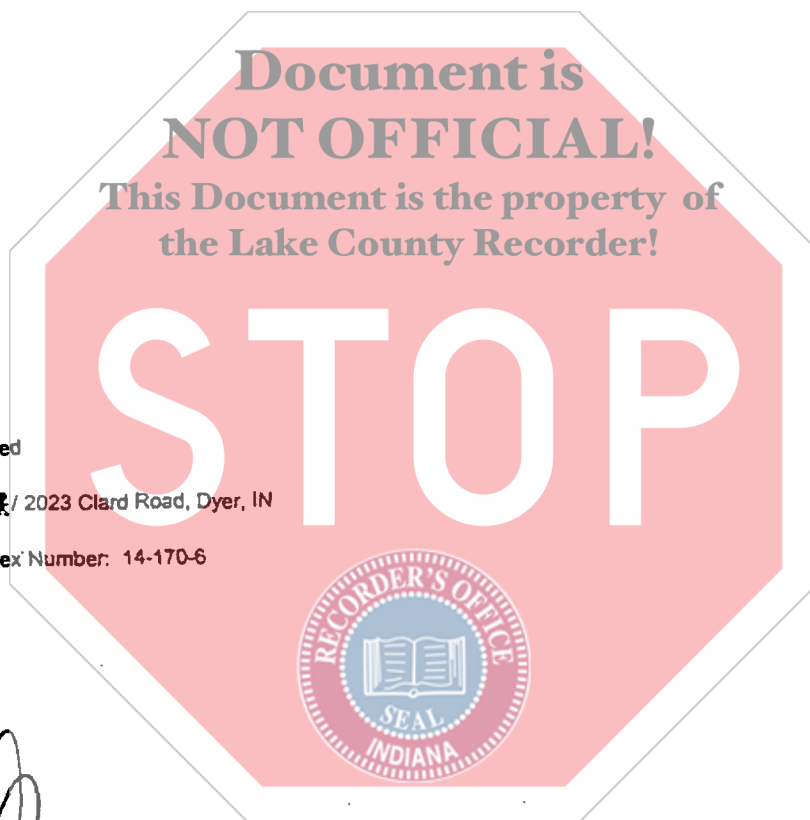 Document is
NOT OFFICIAL!
This Document is the property of
the Lake County Recorder!
STOP
ed
/ 2023 Clard Road, Dyer, IN
ex Number: 14-170-6
RECORDER'S OFFICE
SEAL
INDIANA